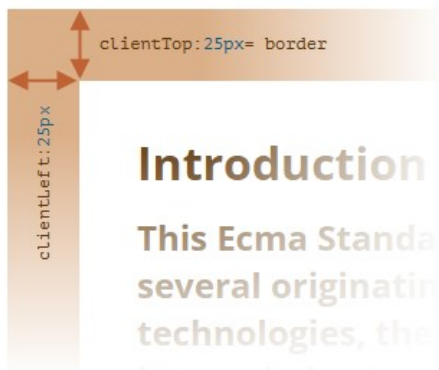 clientTop:25px= border
clientLeft:25px
Introduction
This Ecma Standa
several originatin
technologies, the